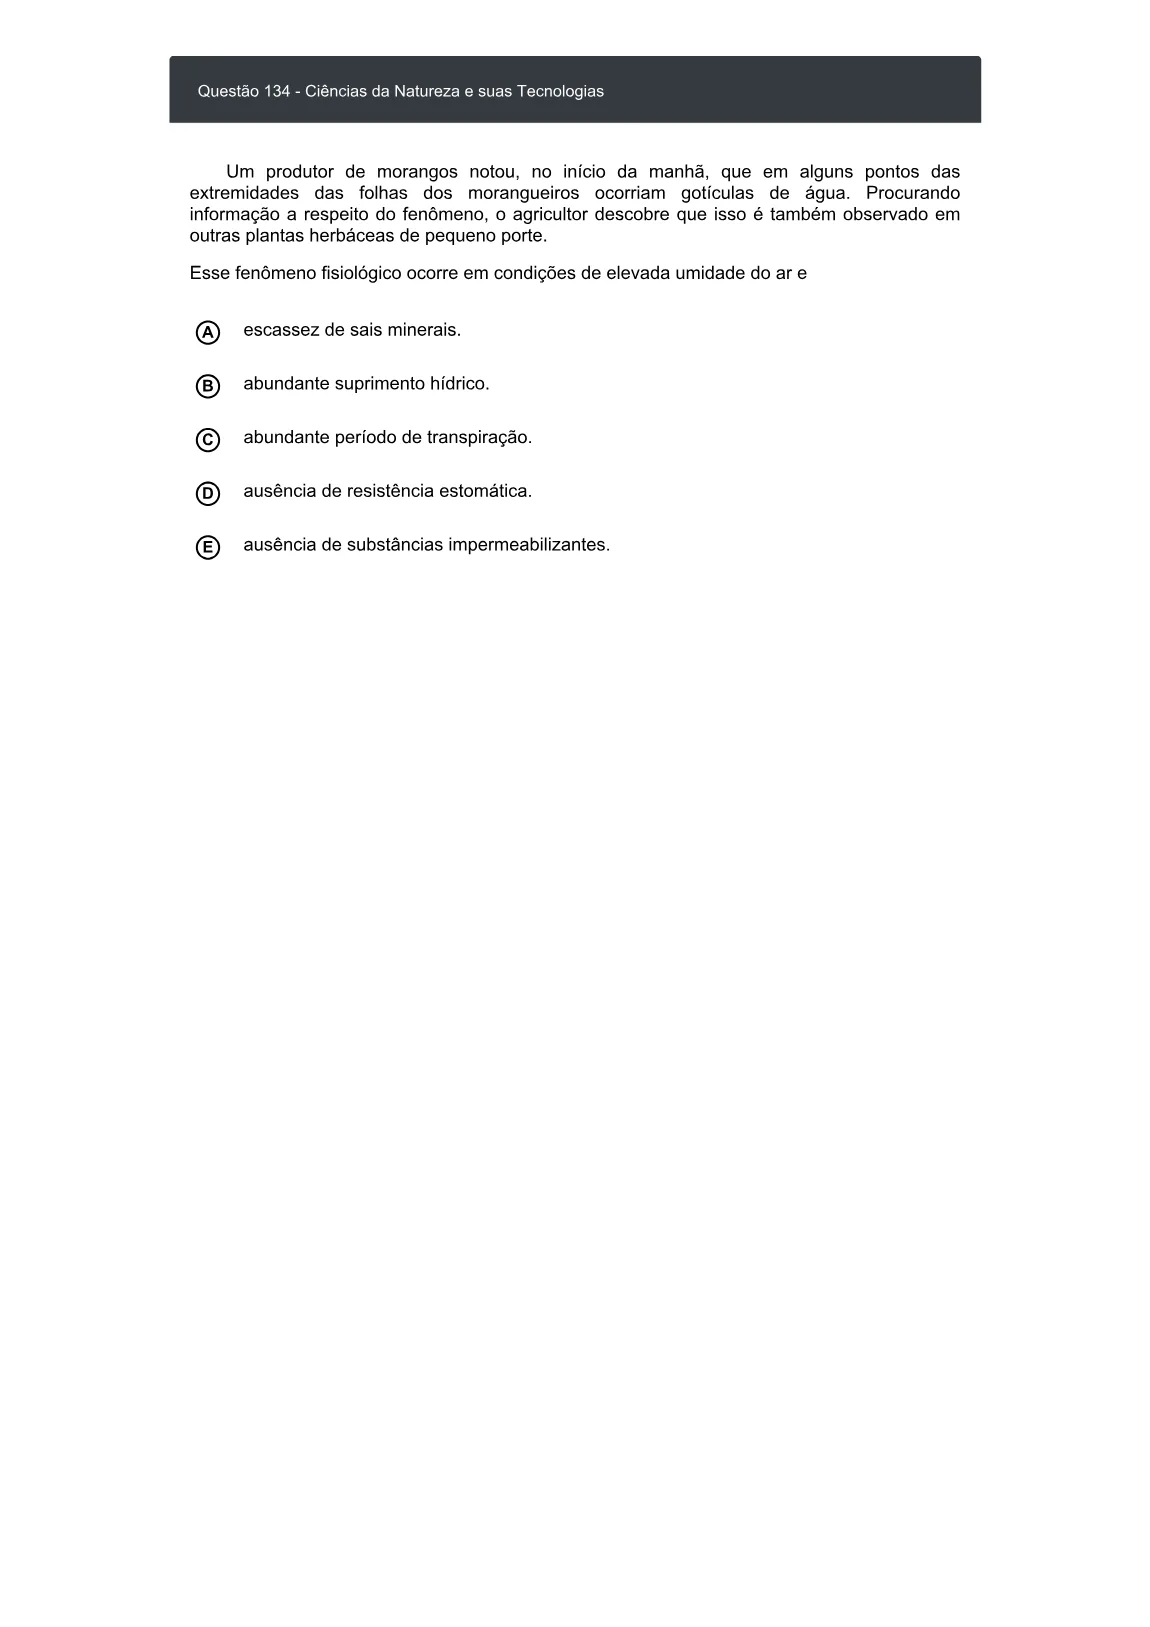 Questão 134 - Ciências da Natureza e suas Tecnologias
Um produtor de morangos notou, no início da manhã, que em alguns pontos das
extremidades das folhas dos morangueiros ocorriam gotículas de água. Procurando
informação a respeito do fenômeno, o agricultor descobre que isso é também observado em
outras plantas herbáceas de pequeno porte.
Esse fenômeno fisiológico ocorre em condições de elevada umidade do ar e
A escassez de sais minerais.
B abundante suprimento hídrico.
C abundante período de transpiração.
D ausência de resistência estomática.
E ausência de substâncias impermeabilizantes.